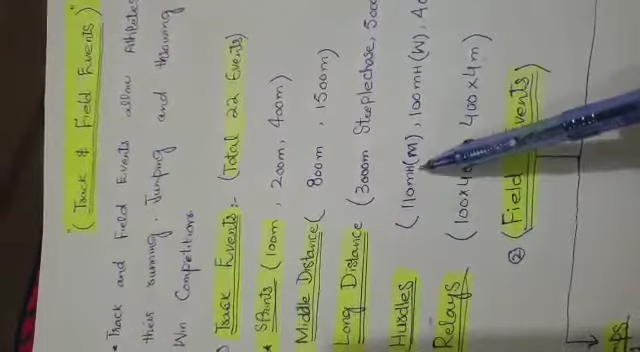 "(Track & Field Events)"
* Track and Field Events allow Athletes
their running, Jumping and throwing
Win Competitions
) Track Events :- (Total 22 Events)
* Sprints (100m, 200m, 400m)
Middle Distance (800m, 1500m)
Long Distance (3000m Steeplechase, 5000
Hurdles (110mH(M), 100mH(W), 40
Relays (100x4 400x4m)
② (Field Events)